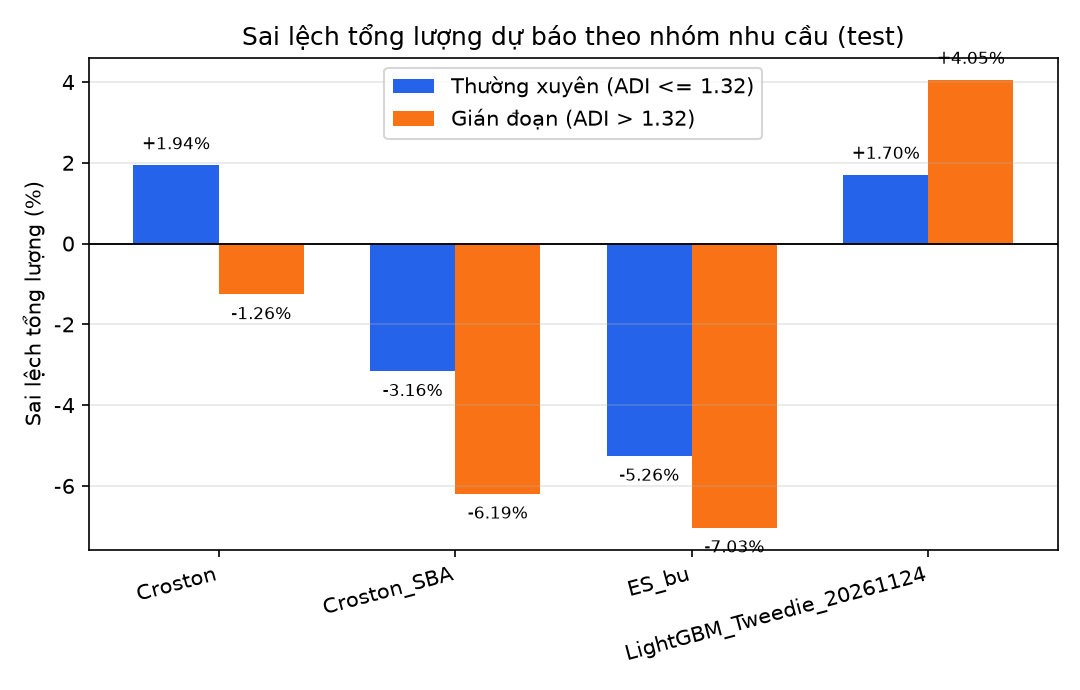 Sai lệch tổng lượng dự báo theo nhóm nhu cầu (test)
Sai lệch tổng lượng (%)
4
2
0
-2
-4
-6
Thường xuyên (ADI <= 1.32)
Gián đoạn (ADI > 1.32)
+1.94%
-1.26%
-3.16%
-6.19%
-5.26%
-7.03%
+1.70%
+4.05%
Croston
Croston_SBA
ES_bu
LightGBM_Tweedie_20261124